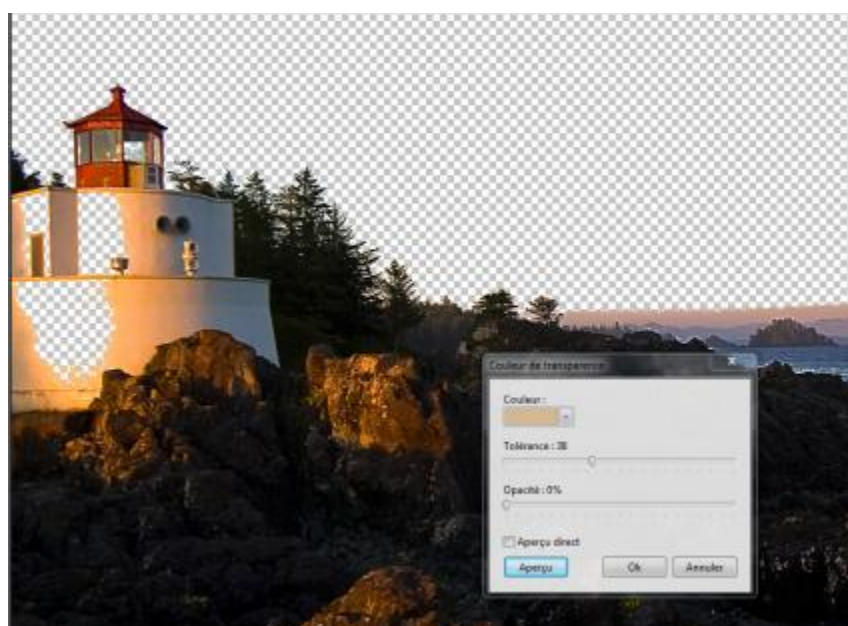 Couleur de transparence
Couleur :
Tolérance : 38
Opacité : 0%
Aperçu direct
Aperçu
Ok
Annuler